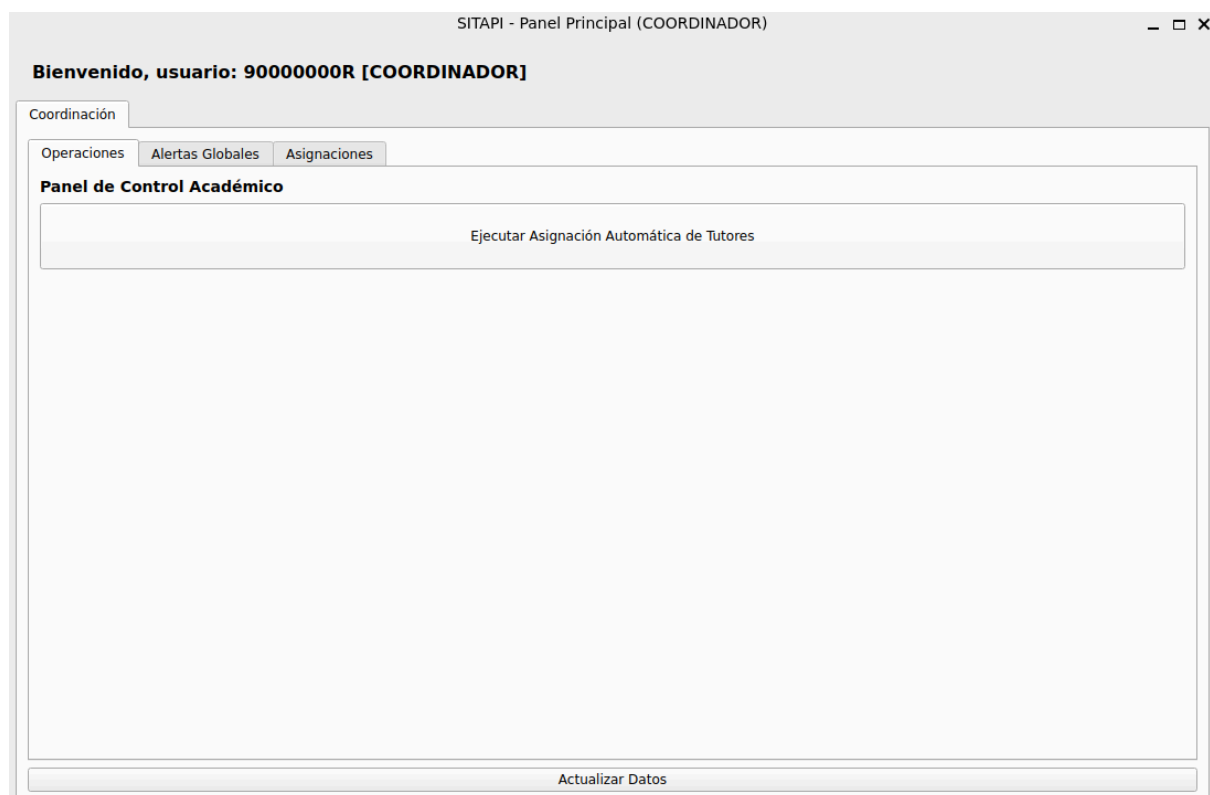 SITAPI - Panel Principal (COORDINADOR)
Bienvenido, usuario: 90000000R [COORDINADOR]
Coordinación
Operaciones Alertas Globales Asignaciones
Panel de Control Académico
Ejecutar Asignación Automática de Tutores
Actualizar Datos